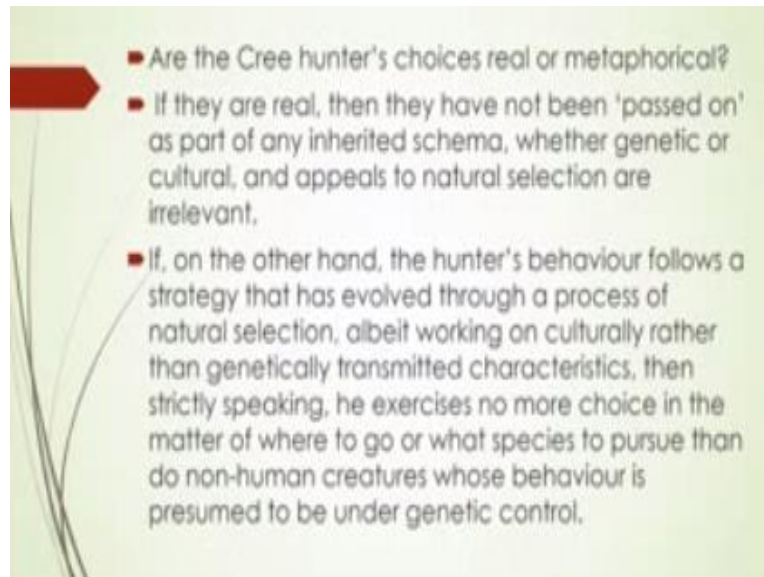 Are the Cree hunter's choices real or metaphorical?
If they are real, then they have not been 'passed on'
as part of any inherited schema, whether genetic or
cultural, and appeals to natural selection are
irrelevant.
If, on the other hand, the hunter's behaviour follows a
strategy that has evolved through a process of
natural selection, albeit working on culturally rather
than genetically transmitted characteristics, then
strictly speaking, he exercises no more choice in the
matter of where to go or what species to pursue than
do non-human creatures whose behaviour is
presumed to be under genetic control.